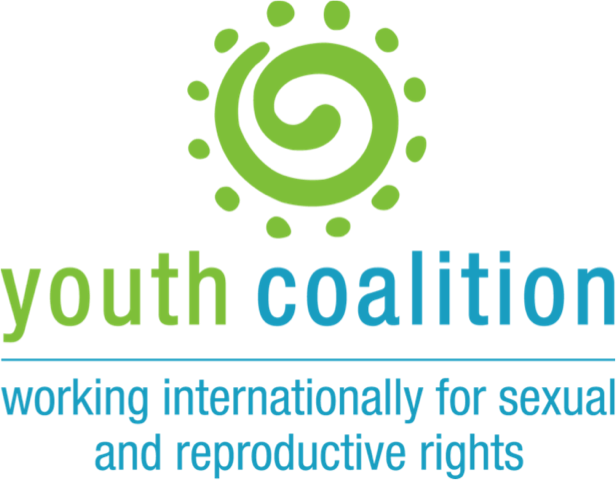 youth coalition
working internationally for sexual
and reproductive rights